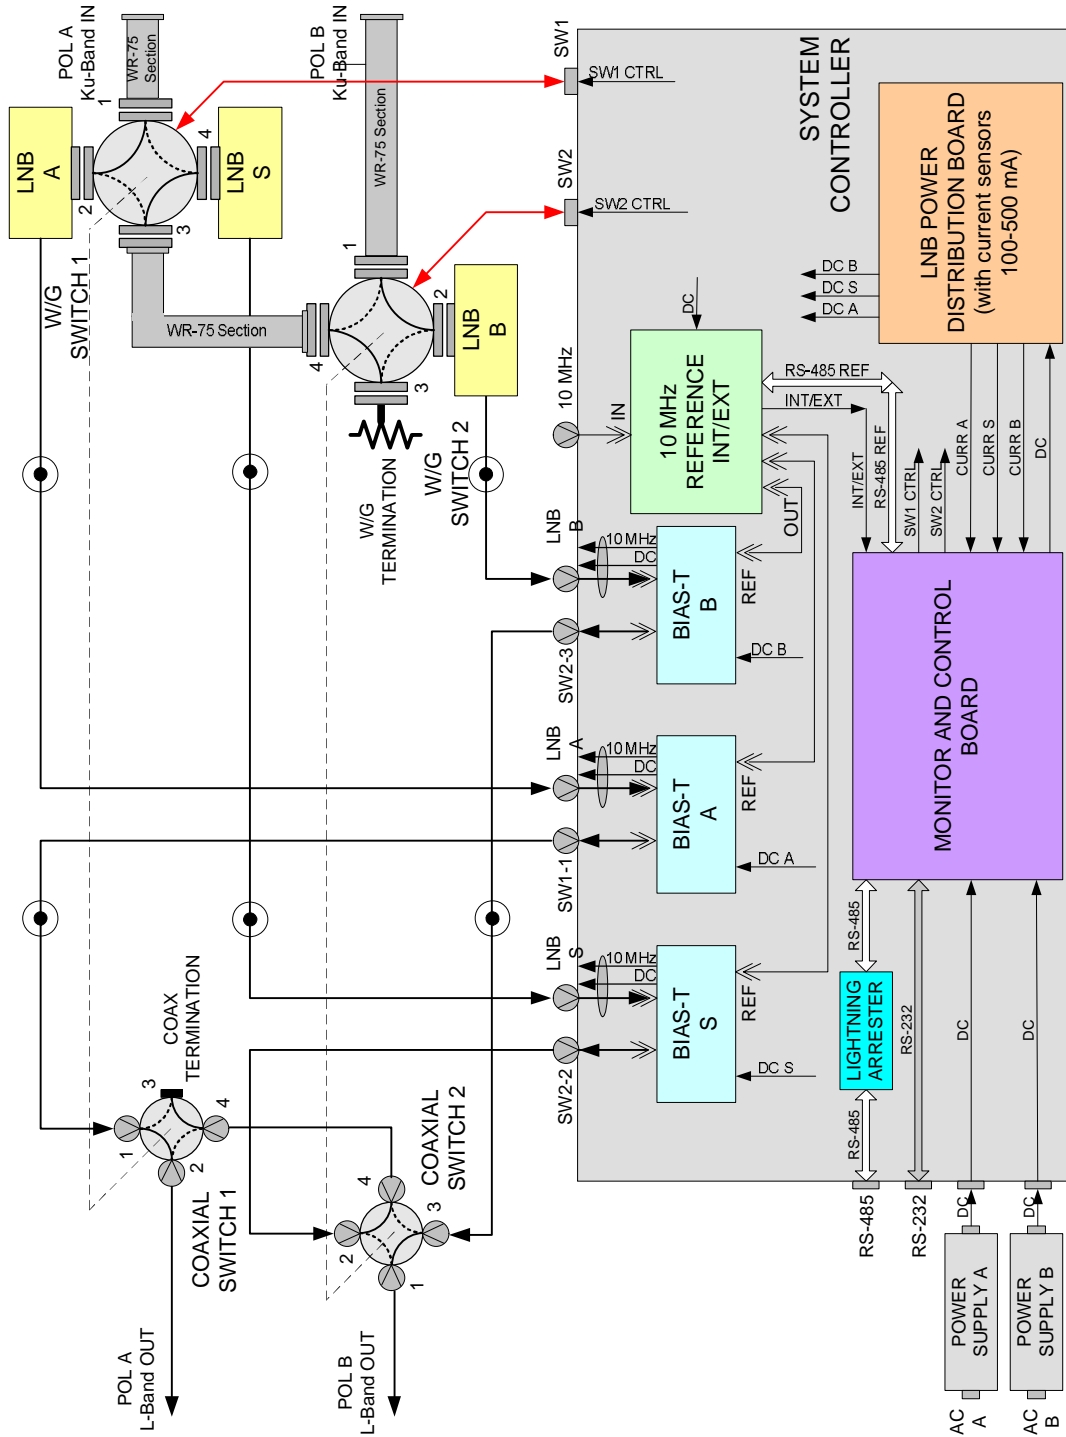 POL A
Ku-Band IN
WR-75
Section
1
LNB
A
2
4
LNB
S
3
W/G
SWITCH 1
WR-75 Section
POL B
Ku-Band IN
WR-75 Section
1
2
LNB
B
4
3
W/G
SWITCH 2
W/G
TERMINATION
SW1
SW1 CTRL
SW2
SW2 CTRL
SYSTEM
CONTROLLER
LNB POWER
DISTRIBUTION BOARD
(with current sensors
100-500 mA)
DC B
DC S
DC A
10 MHz
IN
DC
10 MHz
REFERENCE
INT/EXT
RS-485 REF
INT/EXT
OUT
INT/EXT
RS-485 REF
SW1 CTRL
SW2 CTRL
CURR A
CURR S
CURR B
DC
LNB
B
10 MHz
DC
BIAS-T
B
REF
DC B
SW2-3
LNB
A
10 MHz
DC
BIAS-T
A
REF
DC A
SW1-1
LNB
S
10 MHz
DC
BIAS-T
S
REF
DC S
SW2-2
MONITOR AND CONTROL
BOARD
RS-485
LIGHTNING
ARRESTER
RS-485
RS-232
DC
DC
RS-485
RS-232
DC
DC
POWER
SUPPLY A
POWER
SUPPLY B
AC
A
AC
B
COAX
TERMINATION
3
4
1
2
COAXIAL
SWITCH 1
COAXIAL
SWITCH 2
4
3
2
1
POL A
L-Band OUT
POL B
L-Band OUT